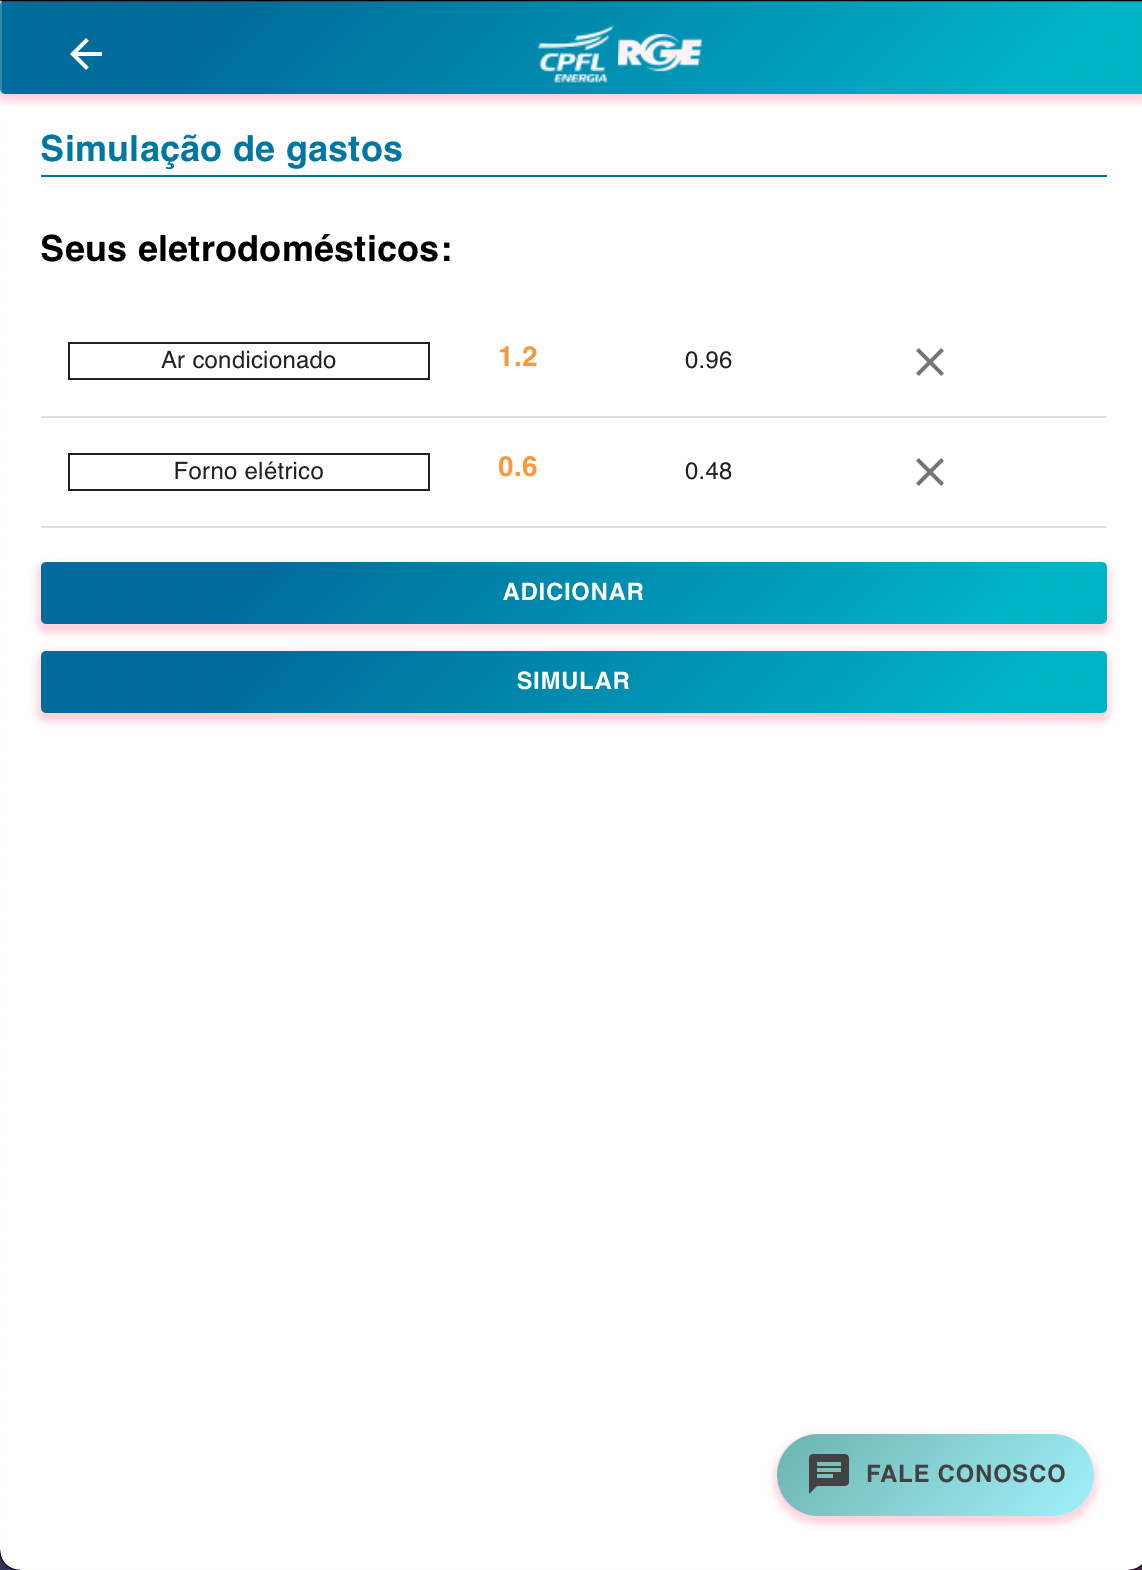 CPFL RGE
ENERGIA
Simulação de gastos
Seus eletrodomésticos:
Ar condicionado 1.2 0.96
Forno elétrico 0.6 0.48
ADICIONAR
SIMULAR
FALE CONOSCO